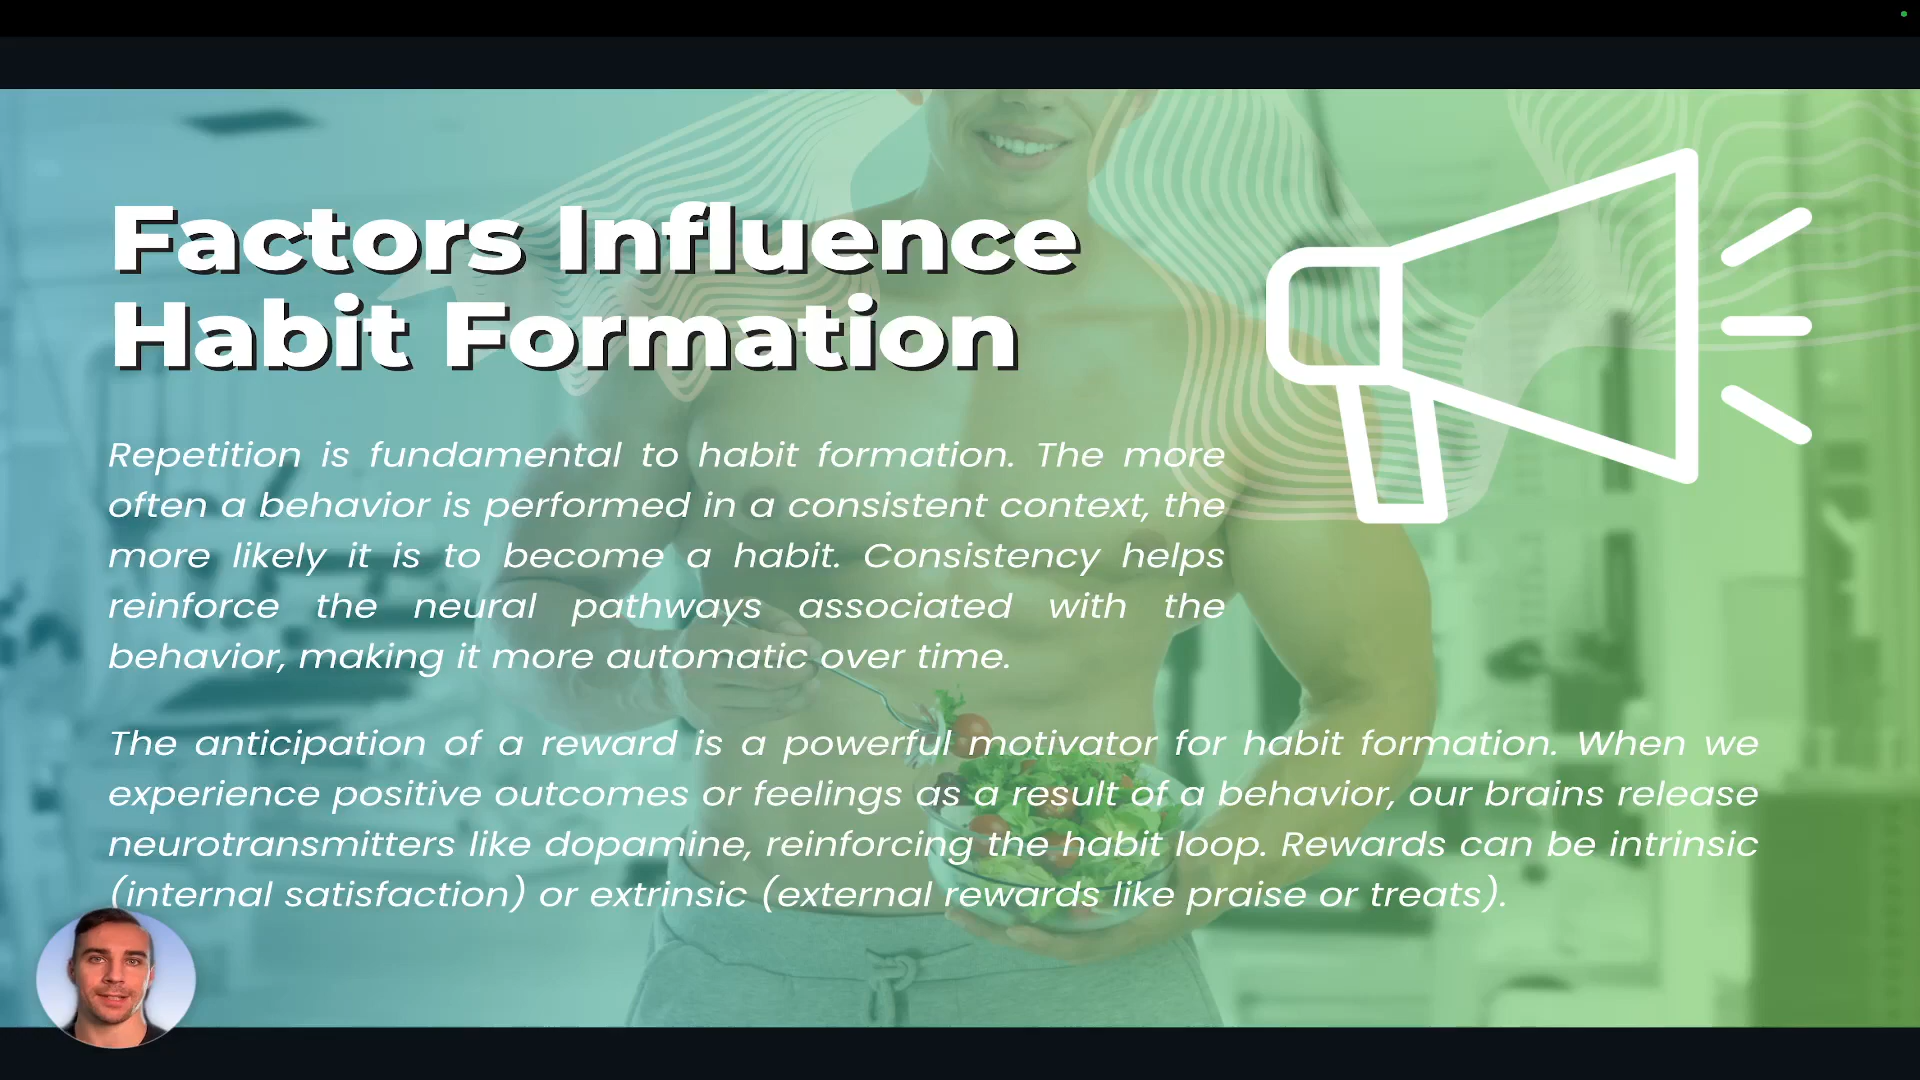 Factors Influence
Habit Formation
Repetition is fundamental to habit formation. The more
often a behavior is performed in a consistent context, the
more likely it is to become a habit. Consistency helps
reinforce the neural pathways associated with the
behavior, making it more automatic over time.
The anticipation of a reward is a powerful motivator for habit formation. When we
experience positive outcomes or feelings as a result of a behavior, our brains release
neurotransmitters like dopamine, reinforcing the habit loop. Rewards can be intrinsic
(internal satisfaction) or extrinsic (external rewards like praise or treats).